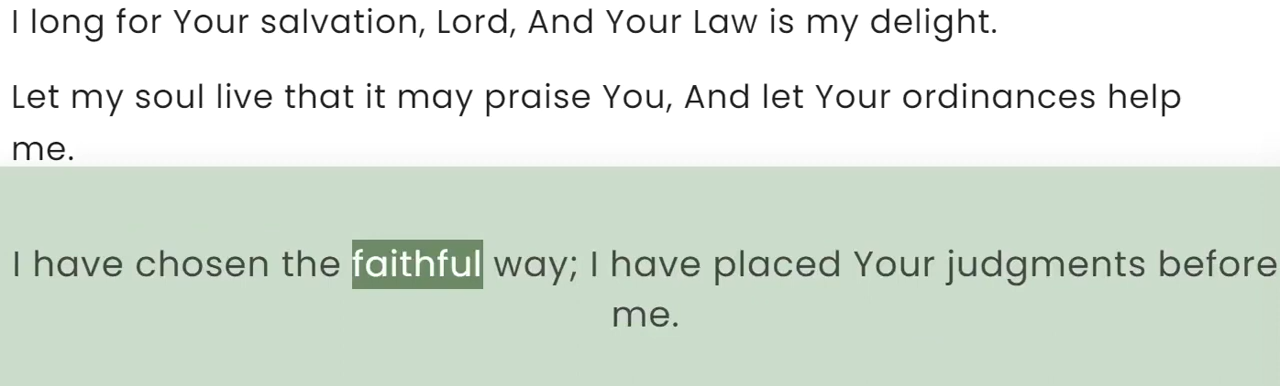 I long for Your salvation, Lord, And Your Law is my delight.
Let my soul live that it may praise You, And let Your ordinances help
me.
I have chosen the faithful way; I have placed Your judgments before
me.